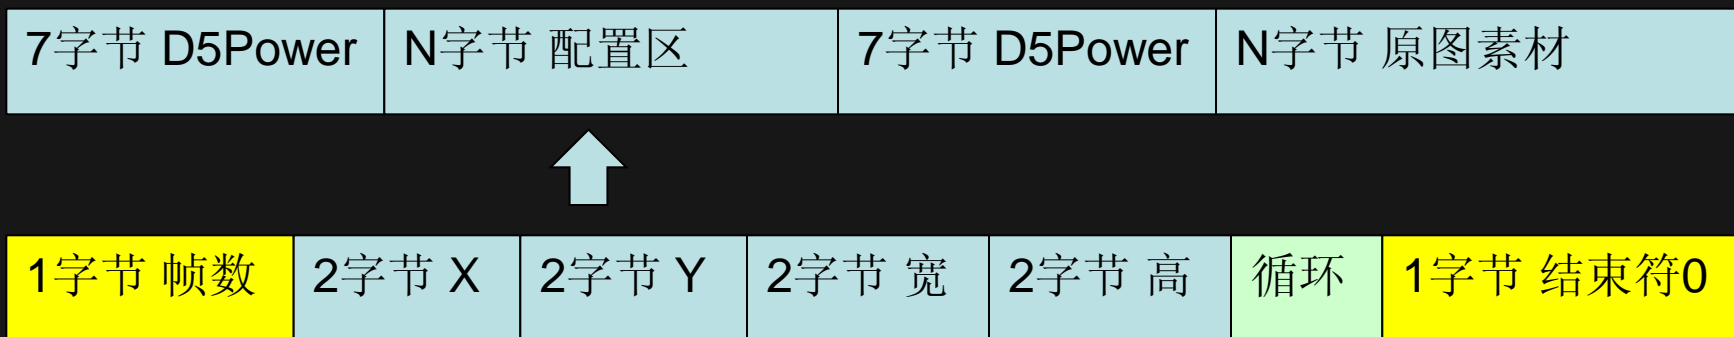 7字节 D5Power N字节 配置区 7字节 D5Power N字节 原图素材
1字节 帧数 2字节 X 2字节 Y 2字节 宽 2字节 高 循环 1字节 结束符0